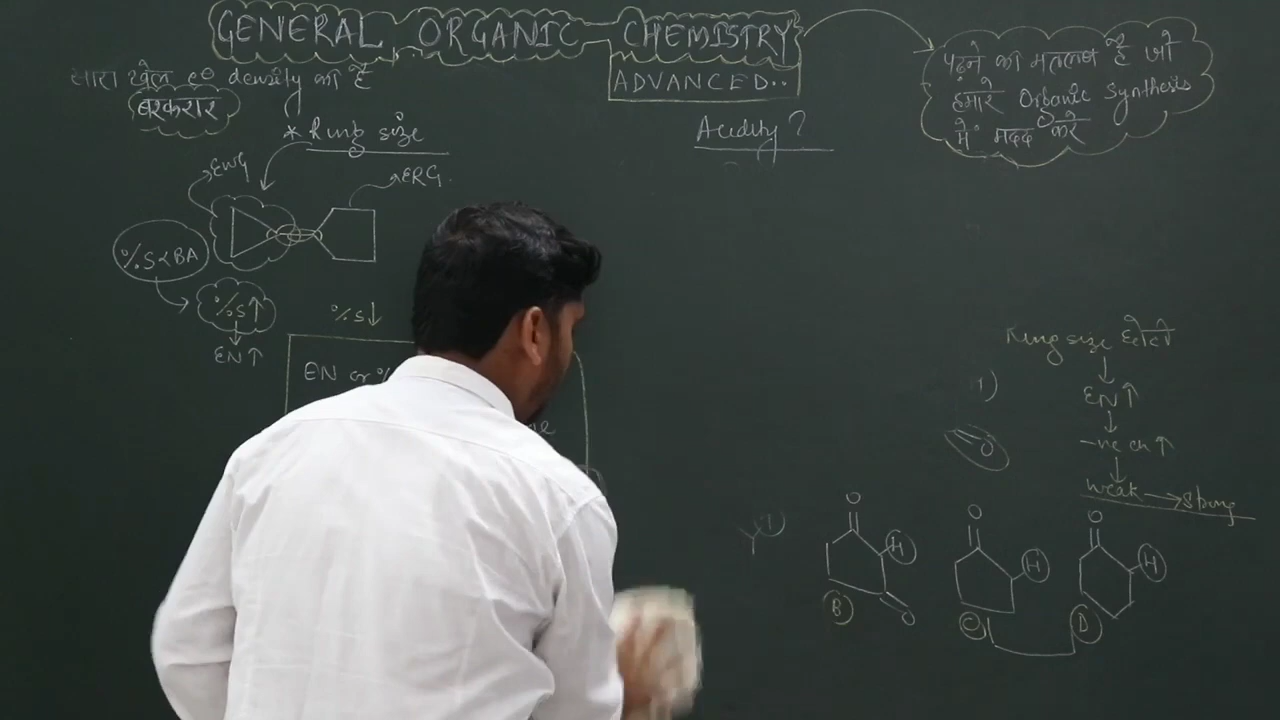 GENERAL ORGANIC CHEMISTRY
ADVANCED..
सारा खेल e⊖ density का है
बरकरार
पढ़ने का मतलब है जो
हमारे Organic Synthesis
में मदद करे
* Ring size
Acidity ?
EWG
ERG.
%S ∝ BA
%S↑
%S↓
EN↑
EN or %
Ring size छोटी
EN↑
-ve ch↑
weak → strong
O
H
B
O
O
H
C
O
H
D